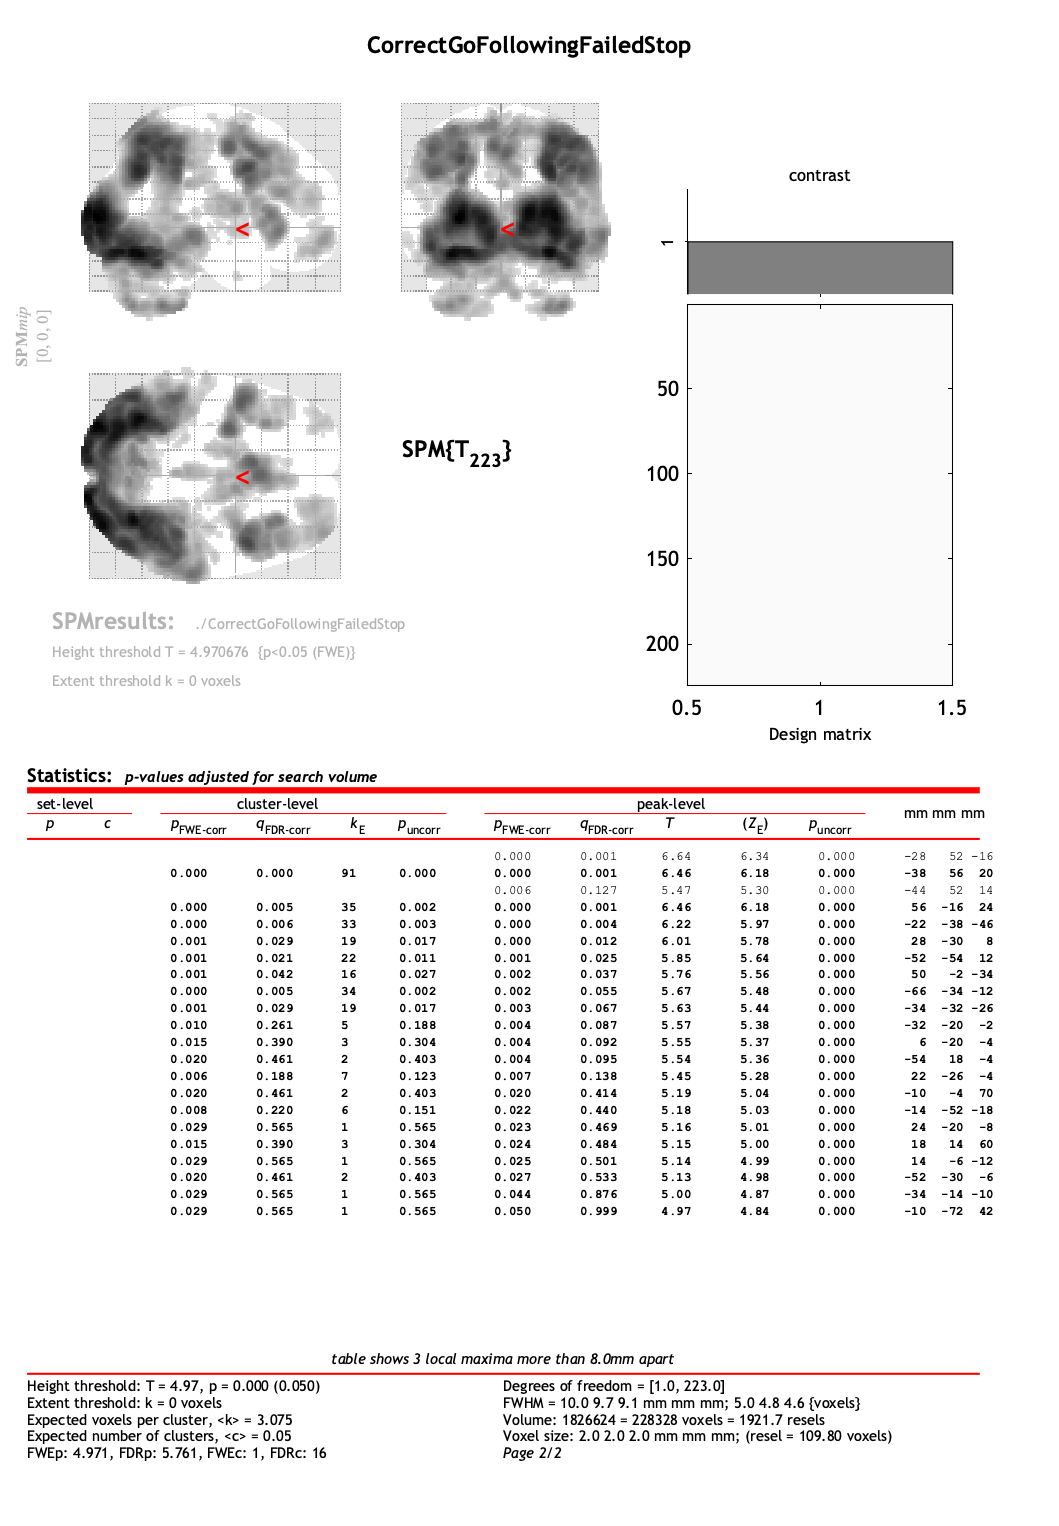 CorrectGoFollowingFailedStop
<
<
<
SPMmip
[0, 0, 0]
SPM{T223}
contrast
1
50
100
150
200
0.5 1 1.5
Design matrix
SPMresults: ./CorrectGoFollowingFailedStop
Height threshold T = 4.970676 {p<0.05 (FWE)}
Extent threshold k = 0 voxels
Statistics: p-values adjusted for search volume
set-level cluster-level peak-level mm mm mm
p c pFWE-corr qFDR-corr kE puncorr pFWE-corr qFDR-corr T (ZE) puncorr
0.000 0.001 6.64 6.34 0.000 -28 52 -16
0.000 0.000 91 0.000 0.000 0.001 6.46 6.18 0.000 -38 56 20
0.006 0.127 5.47 5.30 0.000 -44 52 14
0.000 0.005 35 0.002 0.000 0.001 6.46 6.18 0.000 56 -16 24
0.000 0.006 33 0.003 0.000 0.004 6.22 5.97 0.000 -22 -38 -46
0.001 0.029 19 0.017 0.000 0.012 6.01 5.78 0.000 28 -30 8
0.001 0.021 22 0.011 0.001 0.025 5.85 5.64 0.000 -52 -54 12
0.001 0.042 16 0.027 0.002 0.037 5.76 5.56 0.000 50 -2 -34
0.000 0.005 34 0.002 0.002 0.055 5.67 5.48 0.000 -66 -34 -12
0.001 0.029 19 0.017 0.003 0.067 5.63 5.44 0.000 -34 -32 -26
0.010 0.261 5 0.188 0.004 0.087 5.57 5.38 0.000 -32 -20 -2
0.015 0.390 3 0.304 0.004 0.092 5.55 5.37 0.000 6 -20 -4
0.020 0.461 2 0.403 0.004 0.095 5.54 5.36 0.000 -54 18 -4
0.006 0.188 7 0.123 0.007 0.138 5.45 5.28 0.000 22 -26 -4
0.020 0.461 2 0.403 0.020 0.414 5.19 5.04 0.000 -10 -4 70
0.008 0.220 6 0.151 0.022 0.440 5.18 5.03 0.000 -14 -52 -18
0.029 0.565 1 0.565 0.023 0.469 5.16 5.01 0.000 24 -20 -8
0.015 0.390 3 0.304 0.024 0.484 5.15 5.00 0.000 18 14 60
0.029 0.565 1 0.565 0.025 0.501 5.14 4.99 0.000 14 -6 -12
0.020 0.461 2 0.403 0.027 0.533 5.13 4.98 0.000 -52 -30 -6
0.029 0.565 1 0.565 0.044 0.876 5.00 4.87 0.000 -34 -14 -10
0.029 0.565 1 0.565 0.050 0.999 4.97 4.84 0.000 -10 -72 42
table shows 3 local maxima more than 8.0mm apart
Height threshold: T = 4.97, p = 0.000 (0.050)
Extent threshold: k = 0 voxels
Expected voxels per cluster, <k> = 3.075
Expected number of clusters, <c> = 0.05
FWEp: 4.971, FDRp: 5.761, FWEc: 1, FDRc: 16
Degrees of freedom = [1.0, 223.0]
FWHM = 10.0 9.7 9.1 mm mm mm; 5.0 4.8 4.6 {voxels}
Volume: 1826624 = 228328 voxels = 1921.7 resels
Voxel size: 2.0 2.0 2.0 mm mm mm; (resel = 109.80 voxels)
Page 2/2